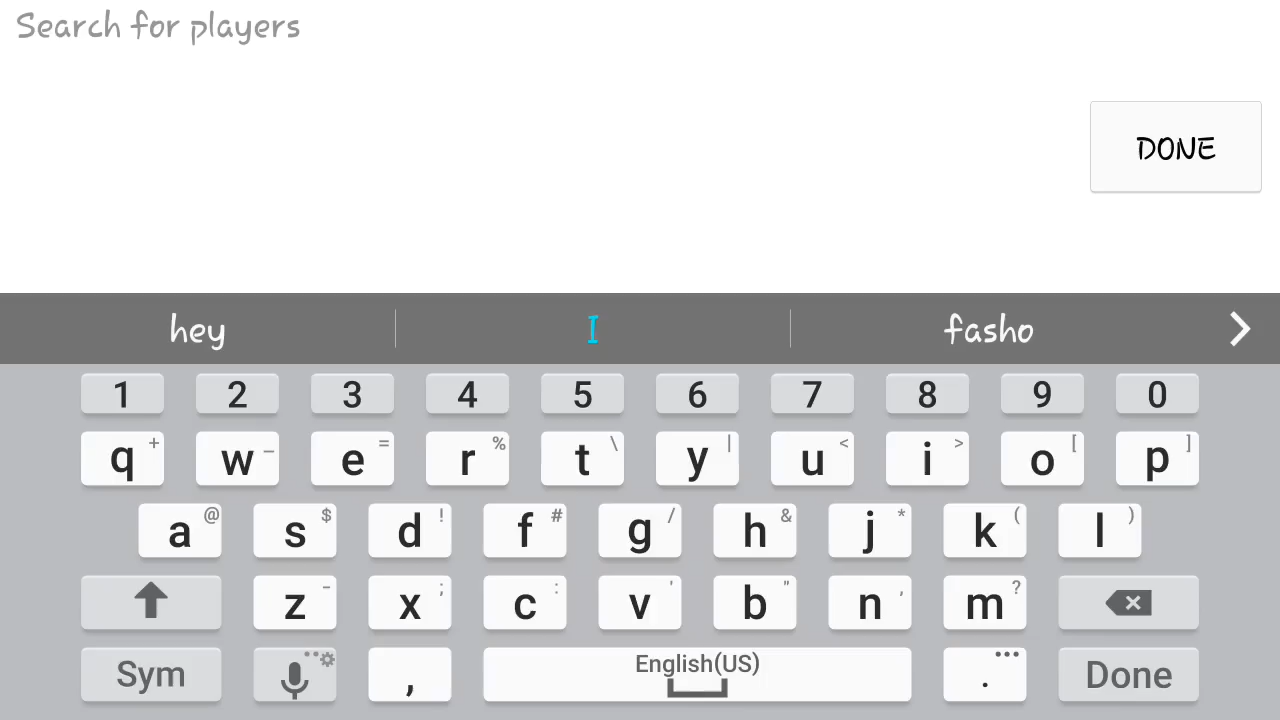 Search for players
DONE
hey I fasho
1 2 3 4 5 6 7 8 9 0
q + w _ e = r % t \ y | u < i > o [ p ]
a @ s $ d ! f # g / h & j * k ( l )
z - x ; c : v ' b " n , m ?
Sym , English(US) . Done